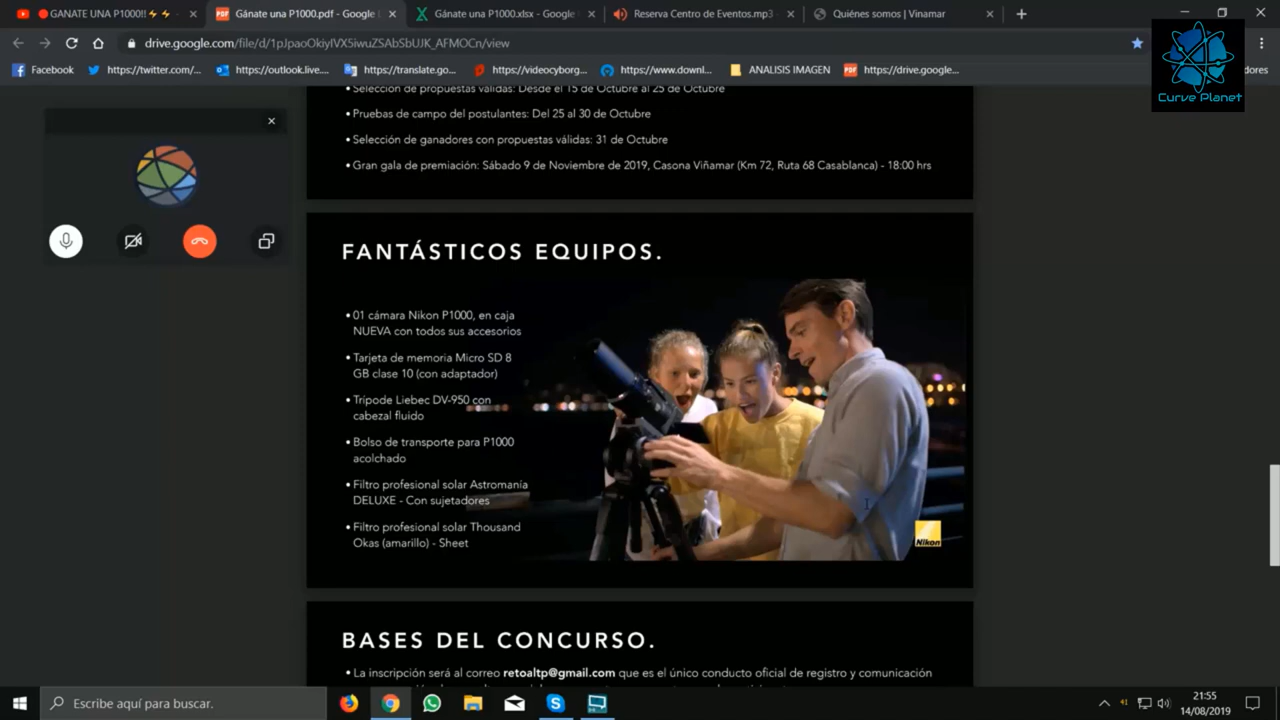 🔴GANATE UNA P1000!!⚡⚡ -
Gánate una P1000.pdf - Google
Gánate una P1000.xlsx - Google
Reserva Centro de Eventos.mp3 -
Quiénes somos | Vinamar
drive.google.com/file/d/1pJpaoOkiyIVX5iwuZSAbSbUJK_AFMOCn/view
Facebook
https://twitter.com/...
https://outlook.live....
https://translate.go...
https://videocyborg...
https://www.downl...
ANALISIS IMAGEN
https://drive.google...
Curve Planet
Selección de propuestas válidas: Desde el 15 de Octubre al 25 de Octubre
• Pruebas de campo del postulantes: Del 25 al 30 de Octubre
• Selección de ganadores con propuestas válidas: 31 de Octubre
• Gran gala de premiación: Sábado 9 de Noviembre de 2019, Casona Viñamar (Km 72, Ruta 68 Casablanca) - 18:00 hrs
FANTÁSTICOS EQUIPOS.
• 01 cámara Nikon P1000, en caja
NUEVA con todos sus accesorios
• Tarjeta de memoria Micro SD 8
GB clase 10 (con adaptador)
• Trípode Liebec DV-950 con
cabezal fluido
• Bolso de transporte para P1000
acolchado
• Filtro profesional solar Astromanía
DELUXE - Con sujetadores
• Filtro profesional solar Thousand
Okas (amarillo) - Sheet
Nikon
BASES DEL CONCURSO.
• La inscripción será al correo retoaltp@gmail.com que es el único conducto oficial de registro y comunicación
Escribe aquí para buscar.
21:55
14/08/2019